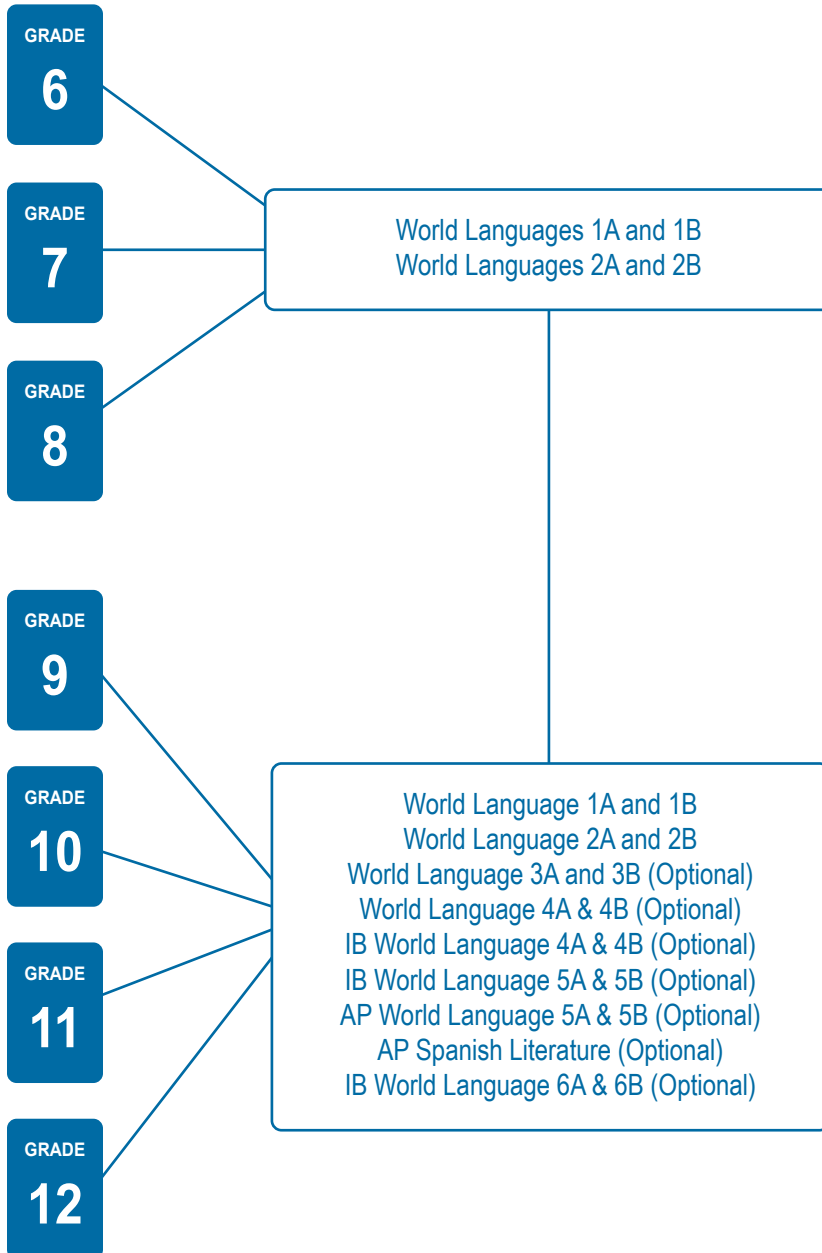 GRADE
6
GRADE
7
GRADE
8
World Languages 1A and 1B
World Languages 2A and 2B
GRADE
9
GRADE
10
GRADE
11
GRADE
12
World Language 1A and 1B
World Language 2A and 2B
World Language 3A and 3B (Optional)
World Language 4A & 4B (Optional)
IB World Language 4A & 4B (Optional)
IB World Language 5A & 5B (Optional)
AP World Language 5A & 5B (Optional)
AP Spanish Literature (Optional)
IB World Language 6A & 6B (Optional)